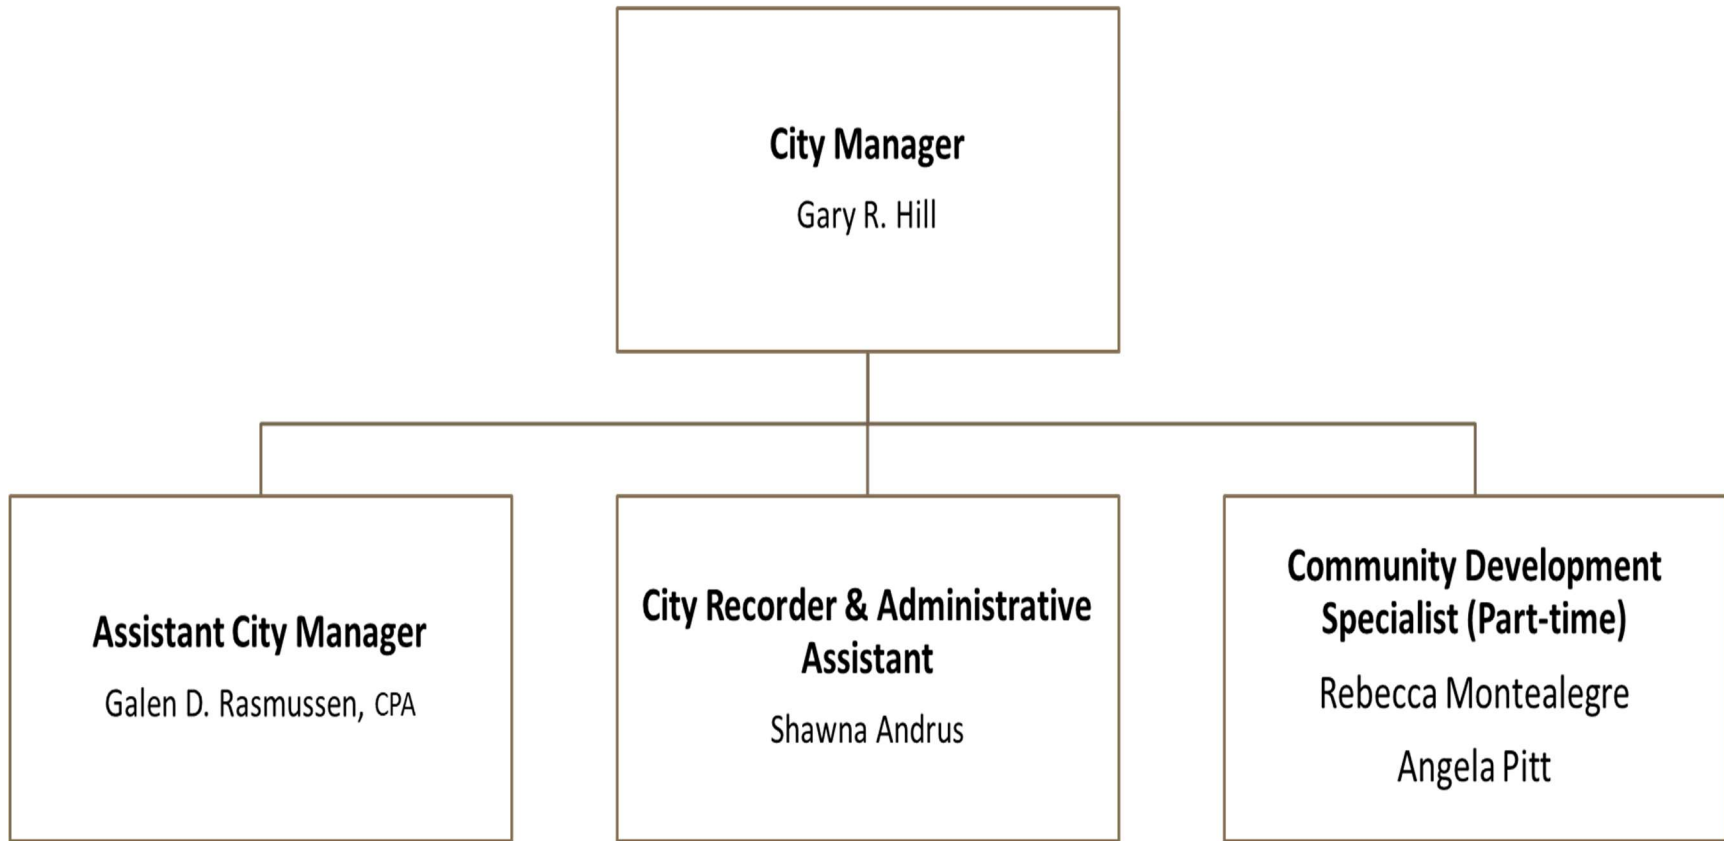 City Manager
Gary R. Hill
Assistant City Manager
Galen D. Rasmussen, CPA
City Recorder & Administrative
Assistant
Shawna Andrus
Community Development
Specialist (Part-time)
Rebecca Montealegre
Angela Pitt